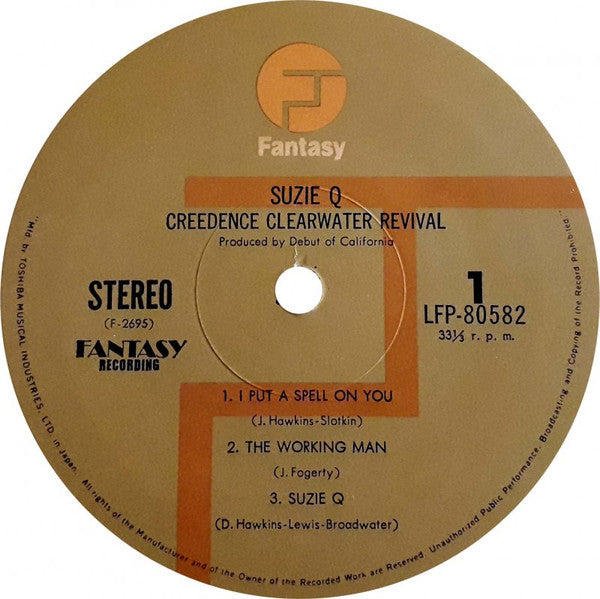 Fantasy
SUZIE Q
CREEDENCE CLEARWATER REVIVAL
Produced by Debut of California
STEREO
(F-2695)
FANTASY
RECORDING
1
LFP-80582
33⅓ r. p. m.
1. I PUT A SPELL ON YOU
(J. Hawkins-Slotkin)
2. THE WORKING MAN
(J. Fogerty)
3. SUZIE Q
(D. Hawkins-Lewis-Broadwater)
"Mfd by TOSHIBA MUSICAL INDUSTRIES, LTD. in Japan. All rights of the Manufacturer and of the Owner of the Recorded Work are Reserved. Unauthorized Public Performance, Broadcasting and Copying of the Record Prohibited."